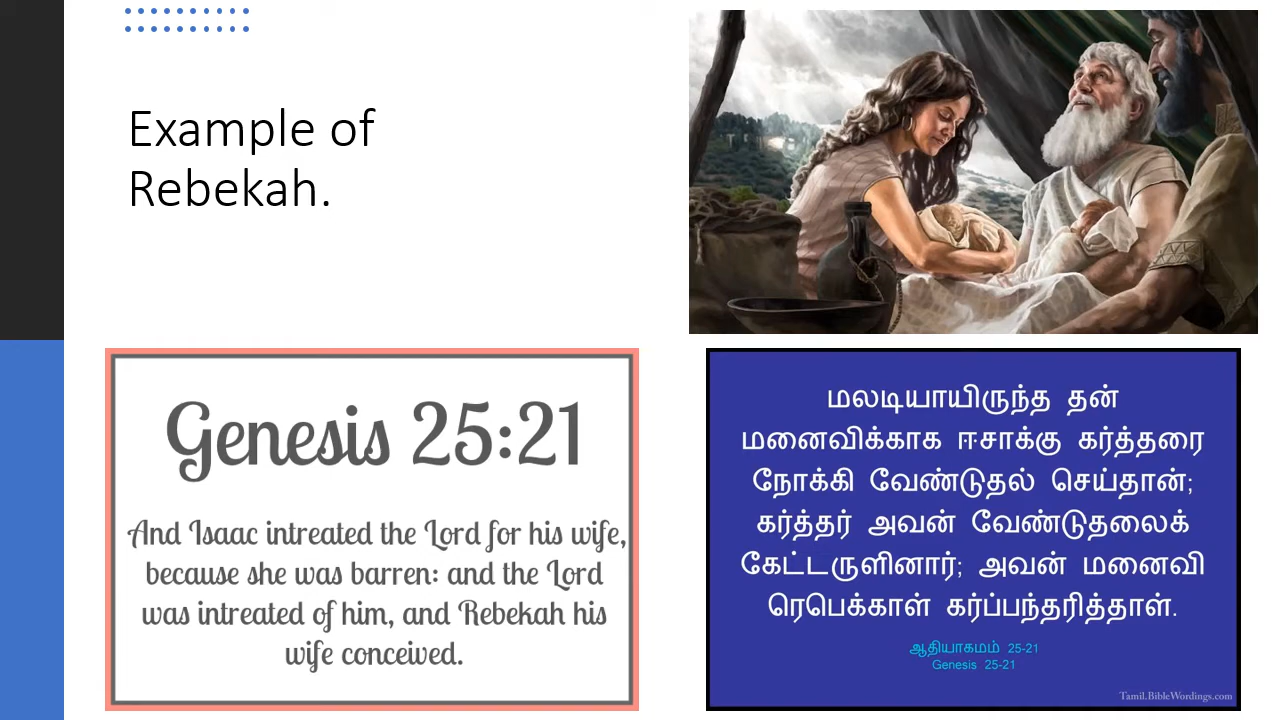 Example of
Rebekah.
Genesis 25:21
And Isaac intreated the Lord for his wife,
because she was barren: and the Lord
was intreated of him, and Rebekah his
wife conceived.
மலடியாயிருந்த தன்
மனைவிக்காக ஈசாக்கு கர்த்தரை
நோக்கி வேண்டுதல் செய்தான்;
கர்த்தர் அவன் வேண்டுதலைக்
கேட்டருளினார்; அவன் மனைவி
ரெபெக்காள் கர்ப்பந்தரித்தாள்.
ஆதியாகமம் 25-21
Genesis 25-21
Tamil.BibleWordings.com